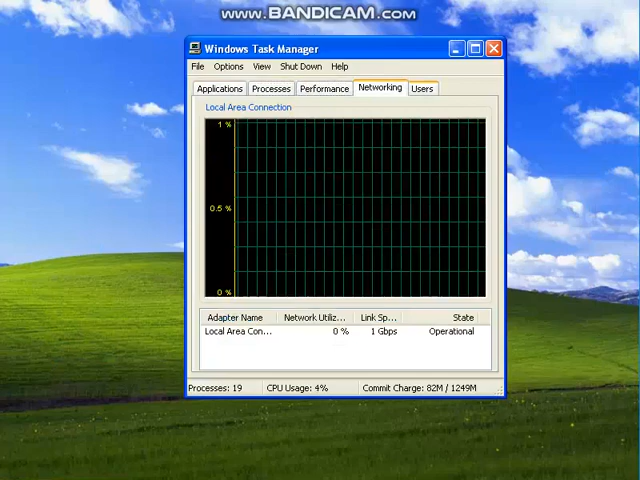 www.BANDICAM.com
Windows Task Manager
File Options View Shut Down Help
Applications Processes Performance Networking Users
Local Area Connection
1 %
0.5 %
0 %
Adapter Name Network Utiliz... Link Sp... State
Local Area Con... 0 % 1 Gbps Operational
Processes: 19 CPU Usage: 4% Commit Charge: 82M / 1249M